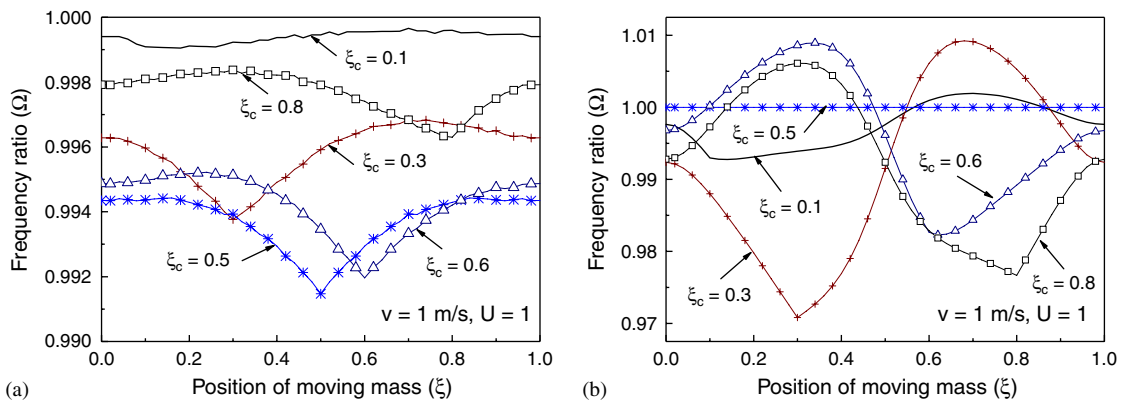 1.000
0.998
0.996
0.994
0.992
0.990
Frequency ratio (Ω)
ξc = 0.1
ξc = 0.8
ξc = 0.3
ξc = 0.5
ξc = 0.6
v = 1 m/s, U = 1
0.0 0.2 0.4 0.6 0.8 1.0
Position of moving mass (ξ)
(a)
1.01
1.00
0.99
0.98
0.97
Frequency ratio (Ω)
ξc = 0.5
ξc = 0.6
ξc = 0.1
ξc = 0.3
ξc = 0.8
v = 1 m/s, U = 1
0.0 0.2 0.4 0.6 0.8 1.0
Position of moving mass (ξ)
(b)